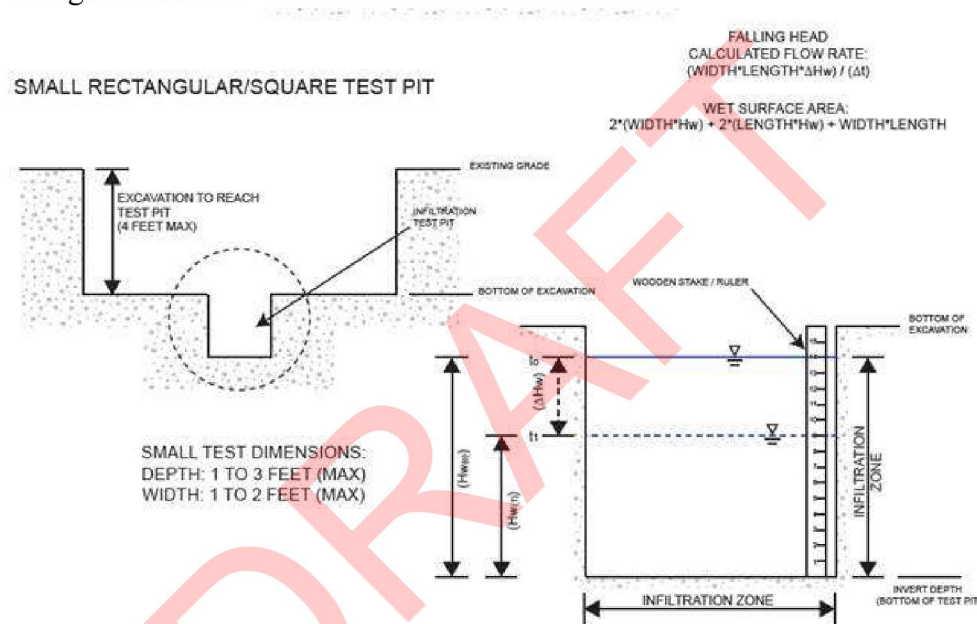 FALLING HEAD
CALCULATED FLOW RATE:
(WIDTH*LENGTH*ΔHw) / (Δt)
WET SURFACE AREA:
2*(WIDTH*Hw) + 2*(LENGTH*Hw) + WIDTH*LENGTH
SMALL RECTANGULAR/SQUARE TEST PIT
EXISTING GRADE
EXCAVATION TO REACH
TEST PIT
(4 FEET MAX)
INFILTRATION
TEST PIT
BOTTOM OF EXCAVATION
WOODEN STAKE / RULER
BOTTOM OF
EXCAVATION
(ΔHw)
INFILTRATION
ZONE
SMALL TEST DIMENSIONS:
DEPTH: 1 TO 3 FEET (MAX)
WIDTH: 1 TO 2 FEET (MAX)
INFILTRATION ZONE
INVERT DEPTH
(BOTTOM OF TEST PIT
DRAFT